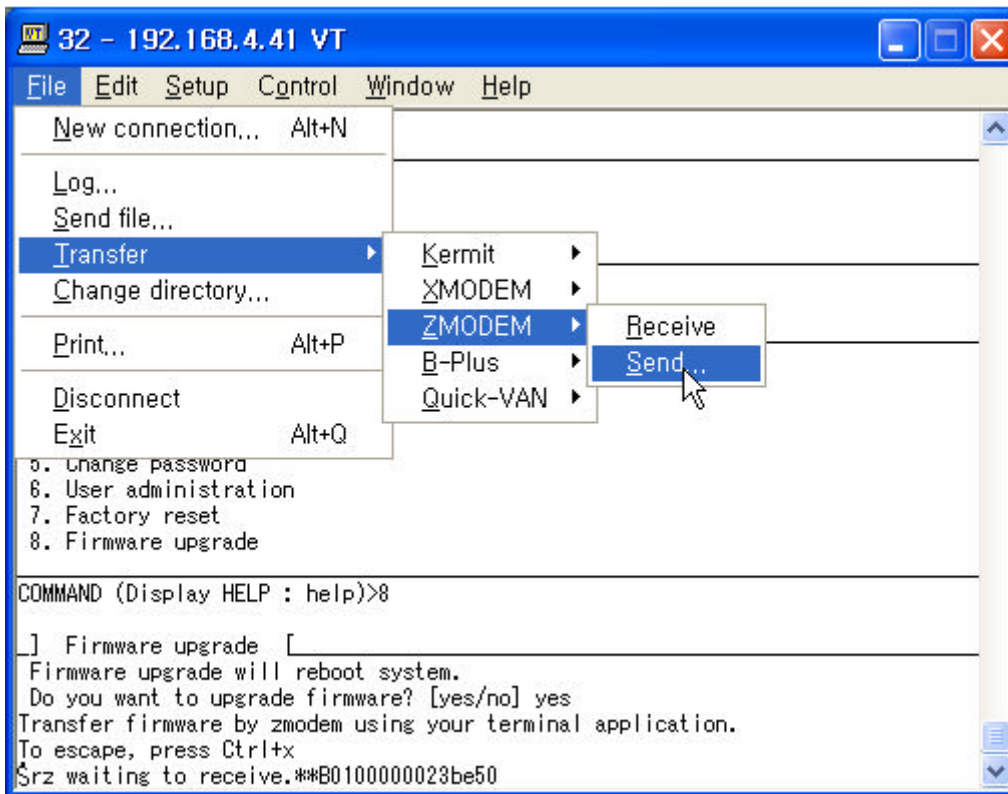 32 - 192.168.4.41 VT
File Edit Setup Control Window Help
New connection... Alt+N
Log...
Send file...
Transfer
Change directory...
Print... Alt+P
Disconnect
Exit Alt+Q
Kermit
XMODEM
ZMODEM
B-Plus
Quick-VAN
Receive
Send...
5. Change password
6. User administration
7. Factory reset
8. Firmware upgrade
COMMAND (Display HELP : help)>8
_] Firmware upgrade [
Firmware upgrade will reboot system.
Do you want to upgrade firmware? [yes/no] yes
Transfer firmware by zmodem using your terminal application.
To escape, press Ctrl+x
Šrz waiting to receive.**B0100000023be50